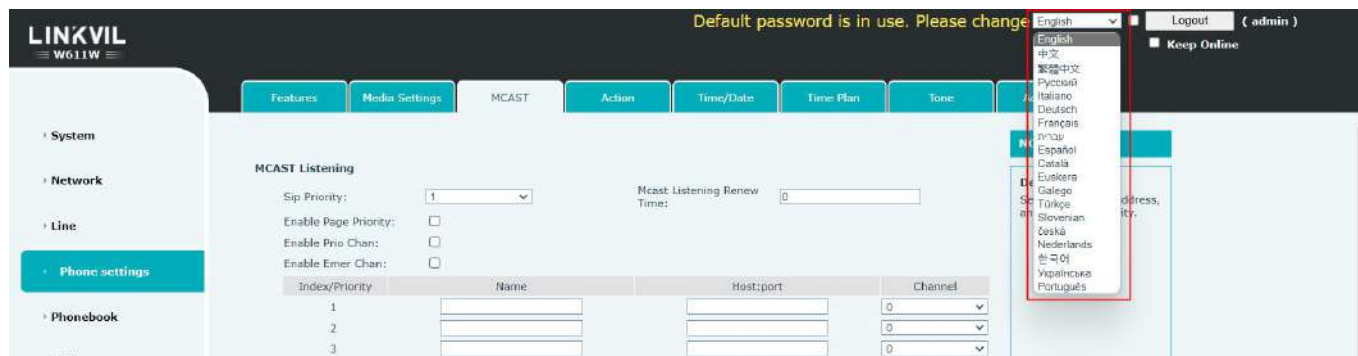 LINKVIL
W611W
Default password is in use. Please change
English
Logout
( admin )
Keep Online
English
中文
繁體中文
Русский
Italiano
Deutsch
Français
עברית
Español
Català
Euskera
Galego
Türkçe
Slovenian
česká
Nederlands
한국어
Українська
Português
Features
Media Settings
MCAST
Action
Time/Date
Time Plan
Tone
System
Network
Line
Phone settings
Phonebook
MCAST Listening
Sip Priority:
1
Mcast Listening Renew
Time:
0
Enable Page Priority:
Enable Prio Chan:
Enable Emer Chan:
Index/Priority
Name
Host:port
Channel
1
0
2
0
3
0